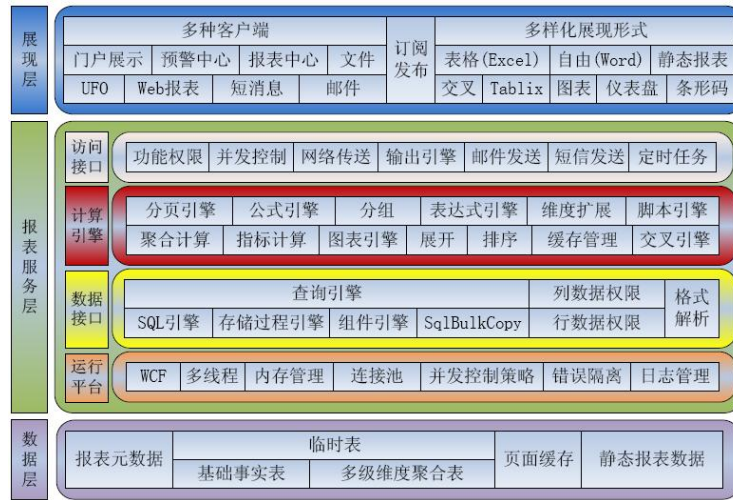 展现层
多种客户端
门户展示 预警中心 报表中心 文件
UFO Web报表 短消息 邮件
订阅发布
多样化展现形式
表格(Excel) 自由(Word) 静态报表
交叉 Tablix 图表 仪表盘 条形码
报表服务层
访问接口
功能权限 并发控制 网络传送 输出引擎 邮件发送 短信发送 定时任务
计算引擎
分页引擎 公式引擎 分组 表达式引擎 维度扩展 脚本引擎
聚合计算 指标计算 图表引擎 展开 排序 缓存管理 交叉引擎
数据接口
查询引擎
SQL引擎 存储过程引擎 组件引擎 SqlBulkCopy
列数据权限
行数据权限
格式解析
运行平台
WCF 多线程 内存管理 连接池 并发控制策略 错误隔离 日志管理
数据层
报表元数据
临时表
基础事实表 多级维度聚合表
页面缓存 静态报表数据